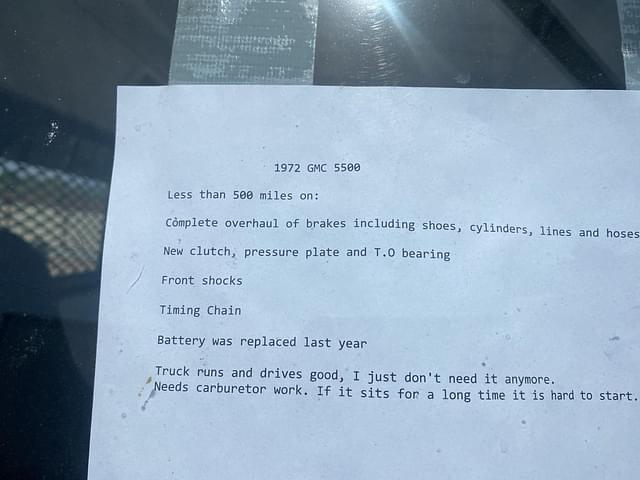 1972 GMC 5500
Less than 500 miles on:
Complete overhaul of brakes including shoes, cylinders, lines and hoses
New clutch, pressure plate and T.O bearing
Front shocks
Timing Chain
Battery was replaced last year
Truck runs and drives good, I just don't need it anymore.
Needs carburetor work. If it sits for a long time it is hard to start.